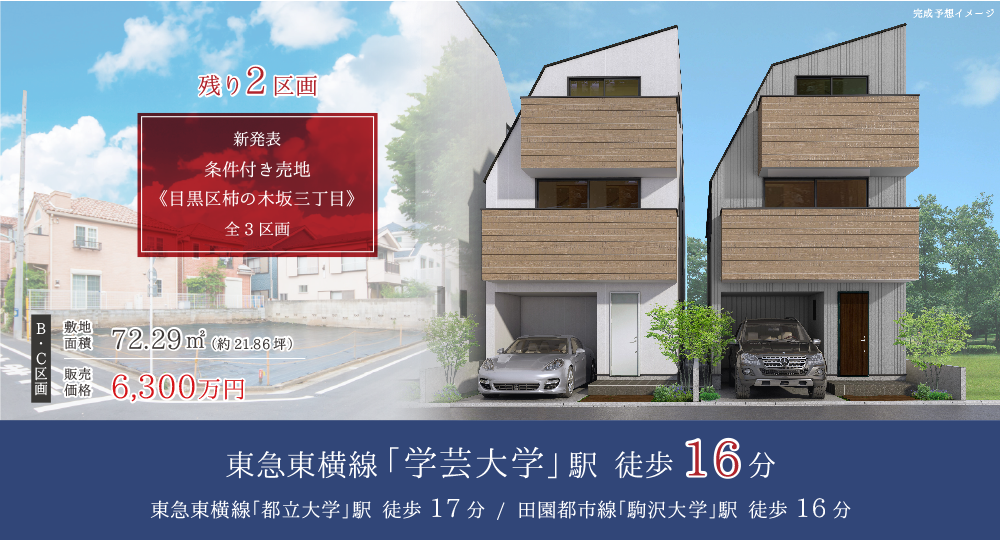 完成予想イメージ
残り2区画
新発表
条件付き売地
《目黒区柿の木坂三丁目》
全3区画
B・C区画
敷地面積 72.29㎡(約21.86坪)
販売価格 6,300万円
東急東横線「学芸大学」駅 徒歩 16分
東急東横線「都立大学」駅 徒歩 17分 / 田園都市線「駒沢大学」駅 徒歩 16分